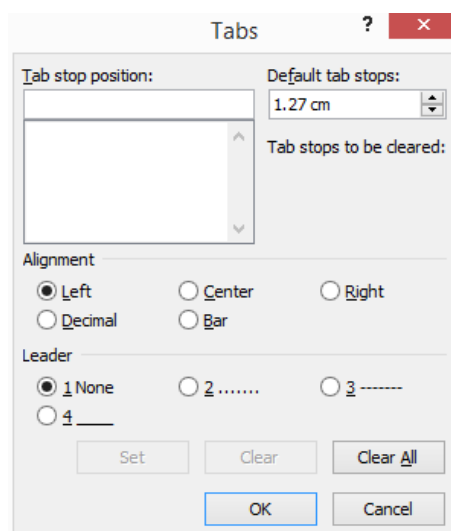 Tabs ? ×
Tab stop position: Default tab stops:
1.27 cm
Tab stops to be cleared:
Alignment
Left Center Right
Decimal Bar
Leader
1 None 2 ....... 3 -------
4 ____
Set Clear Clear All
OK Cancel